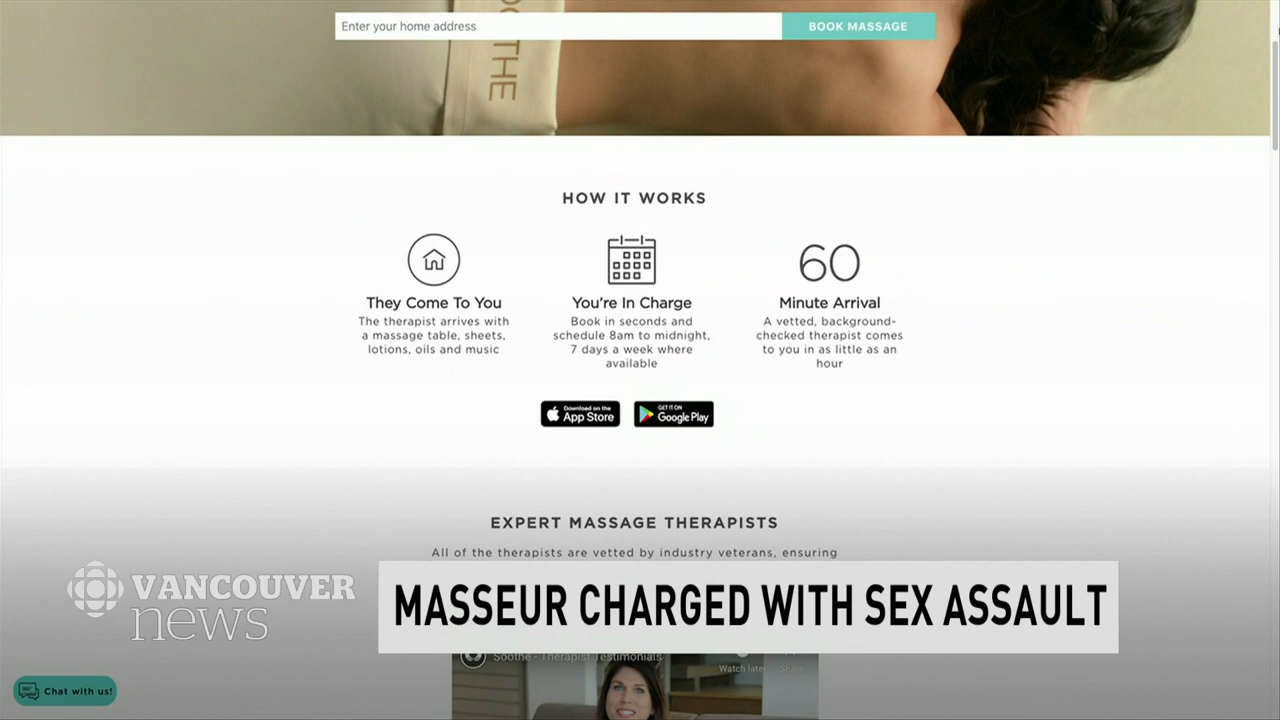 Enter your home address
BOOK MASSAGE
OTHE
HOW IT WORKS
60
They Come To You
The therapist arrives with
a massage table, sheets,
lotions, oils and music
You're In Charge
Book in seconds and
schedule 8am to midnight,
7 days a week where
available
Minute Arrival
A vetted, background-
checked therapist comes
to you in as little as an
hour
Download on the
App Store
GET IT ON
Google Play
EXPERT MASSAGE THERAPISTS
All of the therapists are vetted by industry veterans, ensuring
VANCOUVER
news
MASSEUR CHARGED WITH SEX ASSAULT
Soothe - Therapist Testimonials
Watch later
Share
Chat with us!